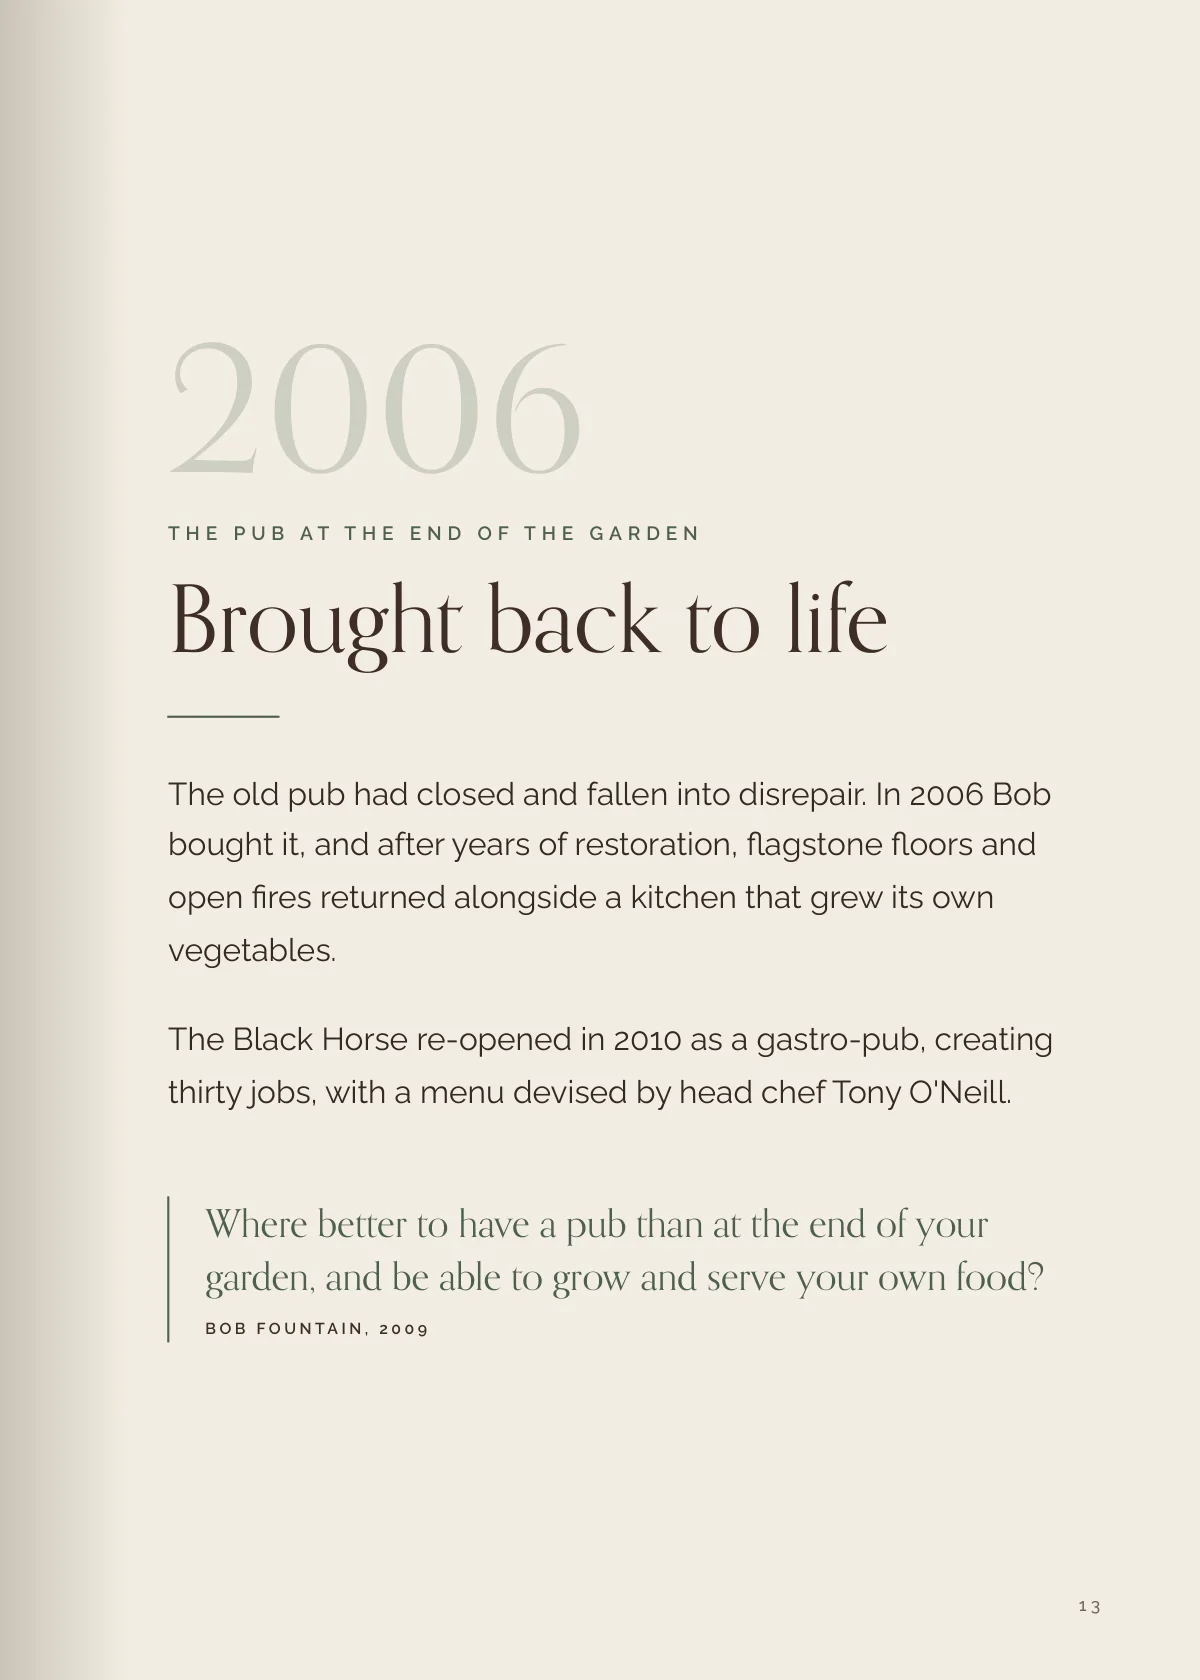 2006
THE PUB AT THE END OF THE GARDEN
Brought back to life
The old pub had closed and fallen into disrepair. In 2006 Bob
bought it, and after years of restoration, flagstone floors and
open fires returned alongside a kitchen that grew its own
vegetables.
The Black Horse re-opened in 2010 as a gastro-pub, creating
thirty jobs, with a menu devised by head chef Tony O'Neill.
Where better to have a pub than at the end of your
garden, and be able to grow and serve your own food?
BOB FOUNTAIN, 2009
13